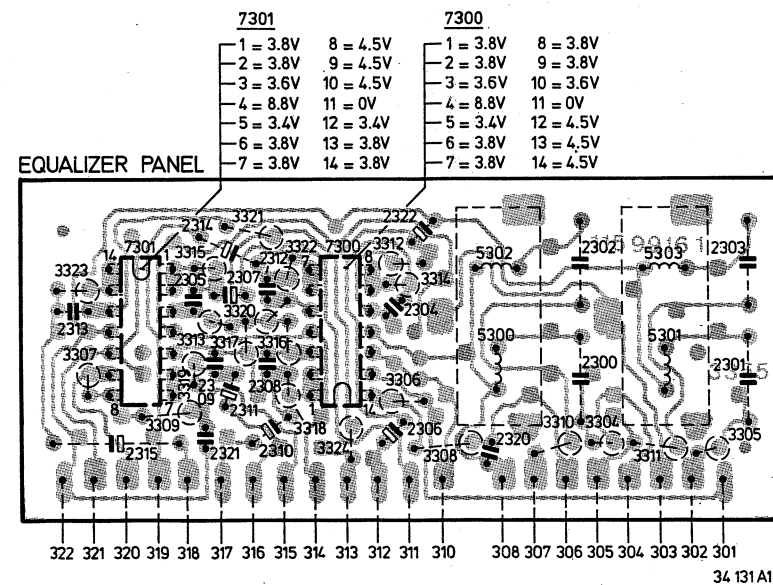 7301 7300
1 = 3.8V 8 = 4.5V 1 = 3.8V 8 = 3.8V
2 = 3.8V 9 = 4.5V 2 = 3.8V 9 = 3.8V
3 = 3.6V 10 = 4.5V 3 = 3.6V 10 = 3.6V
4 = 8.8V 11 = 0V 4 = 8.8V 11 = 0V
5 = 3.4V 12 = 3.4V 5 = 3.4V 12 = 4.5V
6 = 3.8V 13 = 3.8V 6 = 3.8V 13 = 4.5V
7 = 3.8V 14 = 3.8V 7 = 3.8V 14 = 4.5V
EQUALIZER PANEL
2314 3321 2322
7301 3315 2312 3322 7300 3312 5302 2302 5303 2303
14 1 7 8
3323 2305 2307 3314
2313 3320 2304
3307 3313 3317 3316 5300 2300 5301 2301
8 2319 2309 2311 2308 1 14 3306
3309 2310 3318 2306 3310 3304 3305
2315 2321 3324 3308 2320 3311
322 321 320 319 318 317 316 315 314 313 312 311 310 308 307 306 305 304 303 302 301
34 131 A1